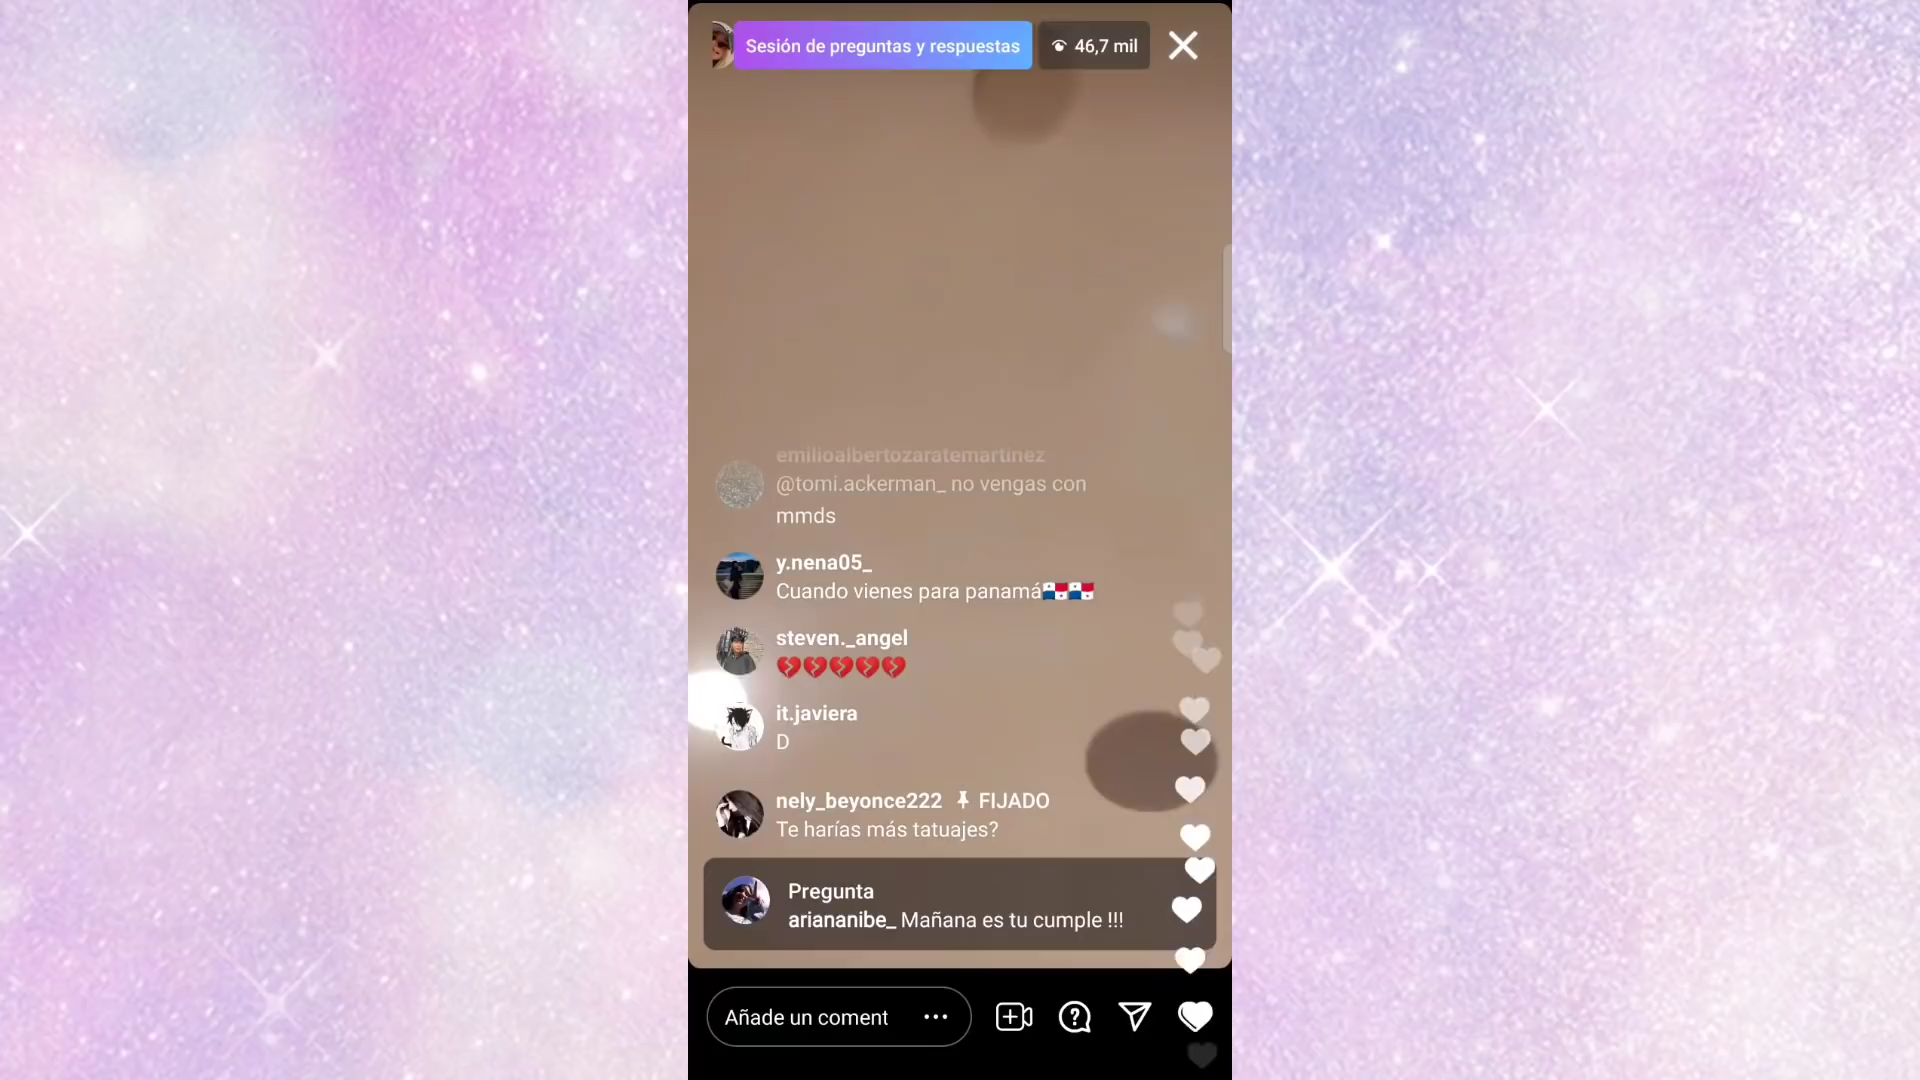 Sesión de preguntas y respuestas
46,7 mil
emilioalbertozaratemartinez
@tomi.ackerman_ no vengas con
mmds
y.nena05_
Cuando vienes para panamá🇵🇦🇵🇦
steven._angel
💔💔💔💔💔
it.javiera
D
nely_beyonce222 📌 FIJADO
Te harías más tatuajes?
Pregunta
ariananibe_ Mañana es tu cumple !!!
Añade un coment